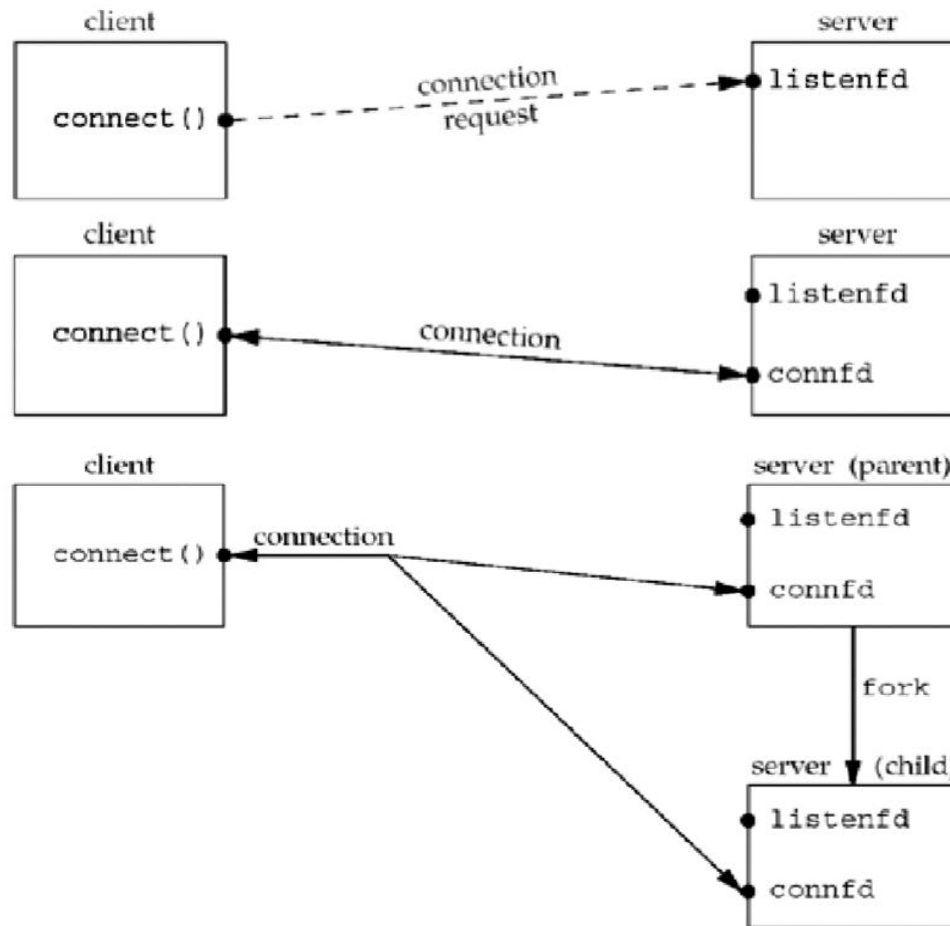 client server
connection
listenfd
connect()
request
client server
listenfd
connect()
connection
connfd
client server (parent)
listenfd
connection
connect()
connfd
fork
server (child
listenfd
connfd